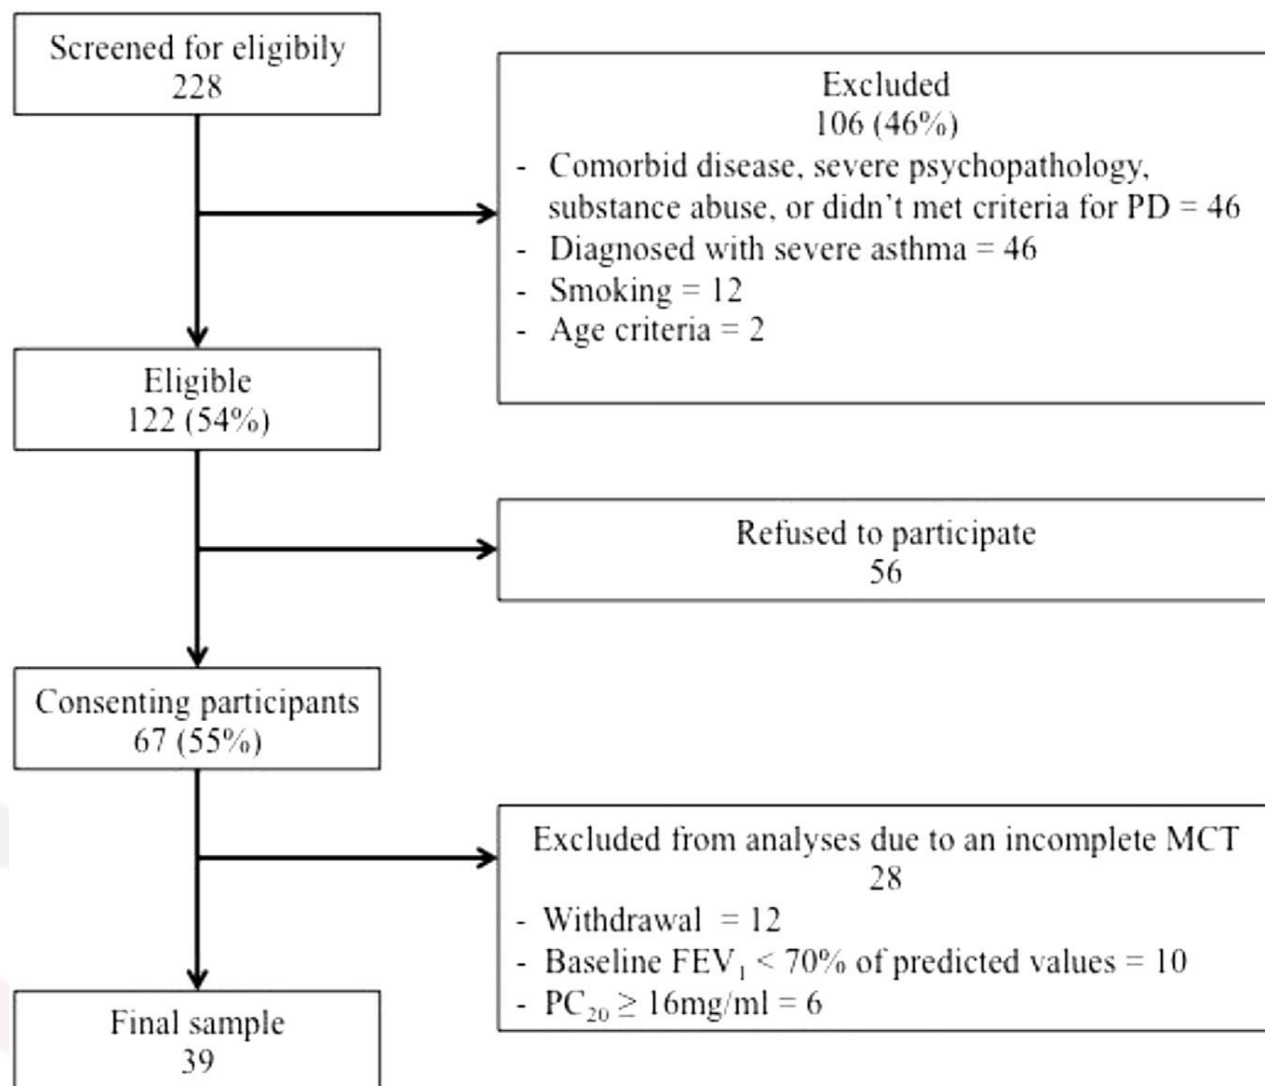 Screened for eligibily
228
Excluded
106 (46%)
- Comorbid disease, severe psychopathology,
substance abuse, or didn't met criteria for PD = 46
- Diagnosed with severe asthma = 46
- Smoking = 12
- Age criteria = 2
Eligible
122 (54%)
Refused to participate
56
Consenting participants
67 (55%)
Excluded from analyses due to an incomplete MCT
28
- Withdrawal = 12
- Baseline FEV₁ < 70% of predicted values = 10
- PC₂₀ ≥ 16mg/ml = 6
Final sample
39